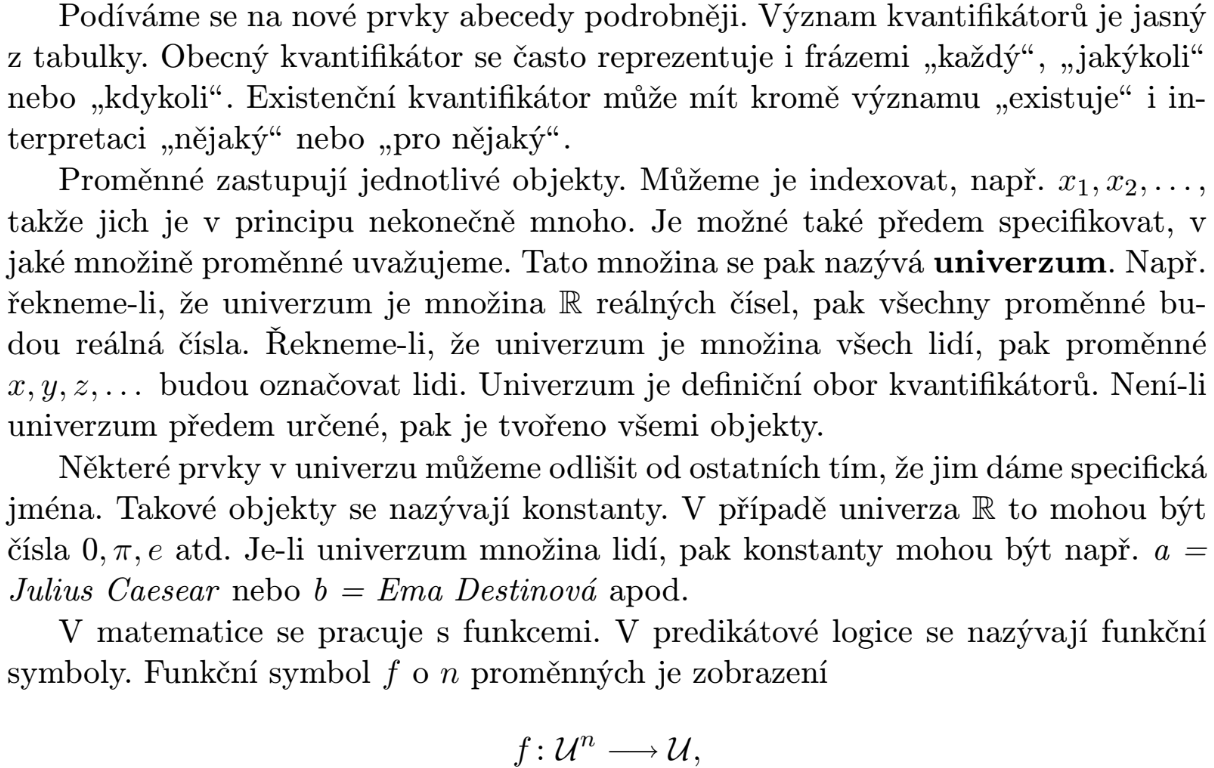 Podíváme se na nové prvky abecedy podrobněji. Význam kvantifikátorů je jasný
z tabulky. Obecný kvantifikátor se často reprezentuje i frázemi „každý“, „jakýkoli“
nebo „kdykoli“. Existenční kvantifikátor může mít kromě významu „existuje“ i in-
terpretaci „nějaký“ nebo „pro nějaký“.
Proměnné zastupují jednotlivé objekty. Můžeme je indexovat, např. x₁, x₂, . . . ,
takže jich je v principu nekonečně mnoho. Je možné také předem specifikovat, v
jaké množině proměnné uvažujeme. Tato množina se pak nazývá univerzum. Např.
řekneme-li, že univerzum je množina ℝ reálných čísel, pak všechny proměnné bu-
dou reálná čísla. Řekneme-li, že univerzum je množina všech lidí, pak proměnné
x, y, z, . . . budou označovat lidi. Univerzum je definiční obor kvantifikátorů. Není-li
univerzum předem určené, pak je tvořeno všemi objekty.
Některé prvky v univerzu můžeme odlišit od ostatních tím, že jim dáme specifická
jména. Takové objekty se nazývají konstanty. V případě univerza ℝ to mohou být
čísla 0, π, e atd. Je-li univerzum množina lidí, pak konstanty mohou být např. a =
Julius Caesear nebo b = Ema Destinová apod.
V matematice se pracuje s funkcemi. V predikátové logice se nazývají funkční
symboly. Funkční symbol f o n proměnných je zobrazení
f : 𝒰ⁿ ⟶ 𝒰,